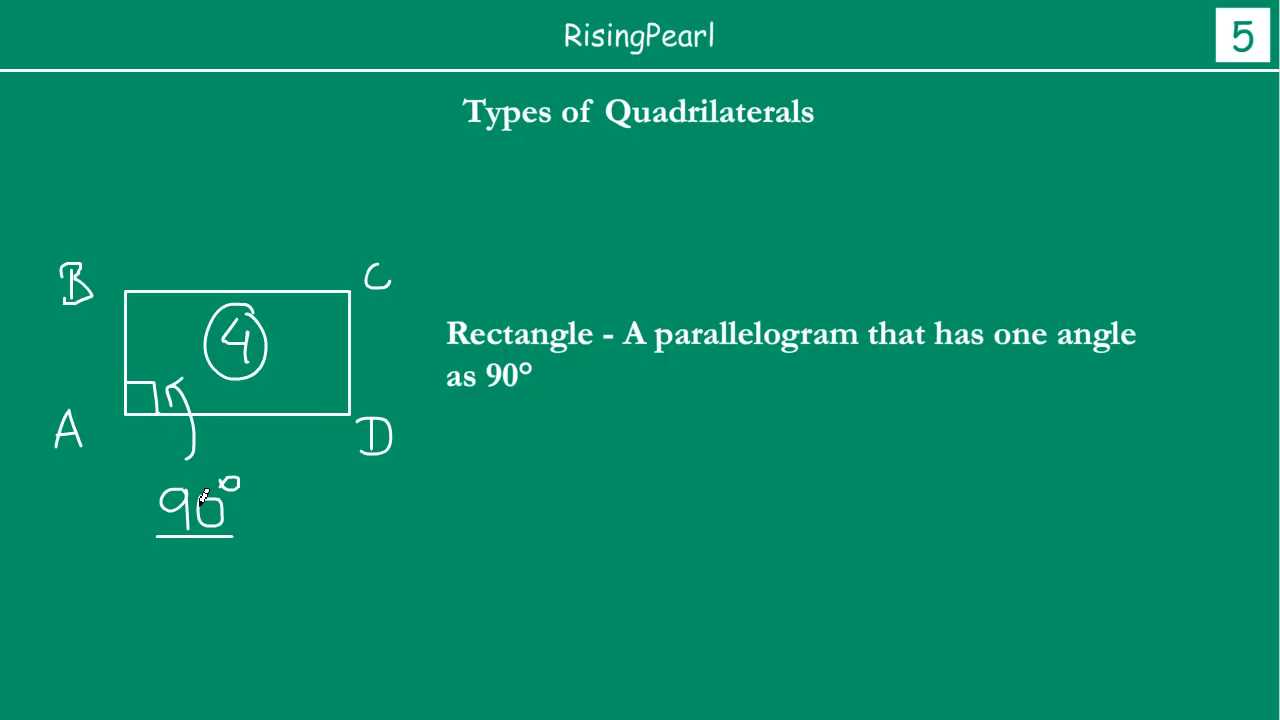 RisingPearl
5
Types of Quadrilaterals
B
C
4
Rectangle - A parallelogram that has one angle
as 90°
A
D
90°